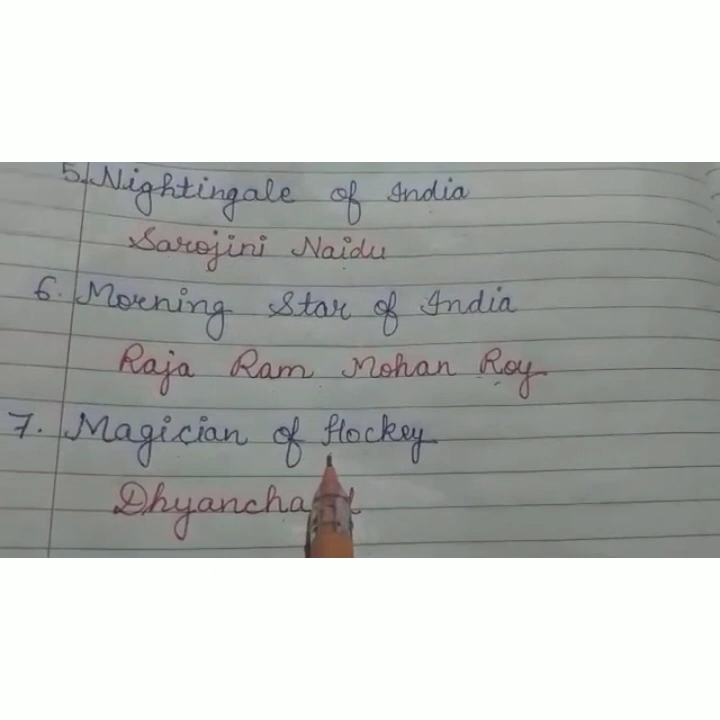 5. Nightingale of India
Sarojini Naidu
6. Morning Star of India
Raja Ram Mohan Roy
7. Magician of Hockey